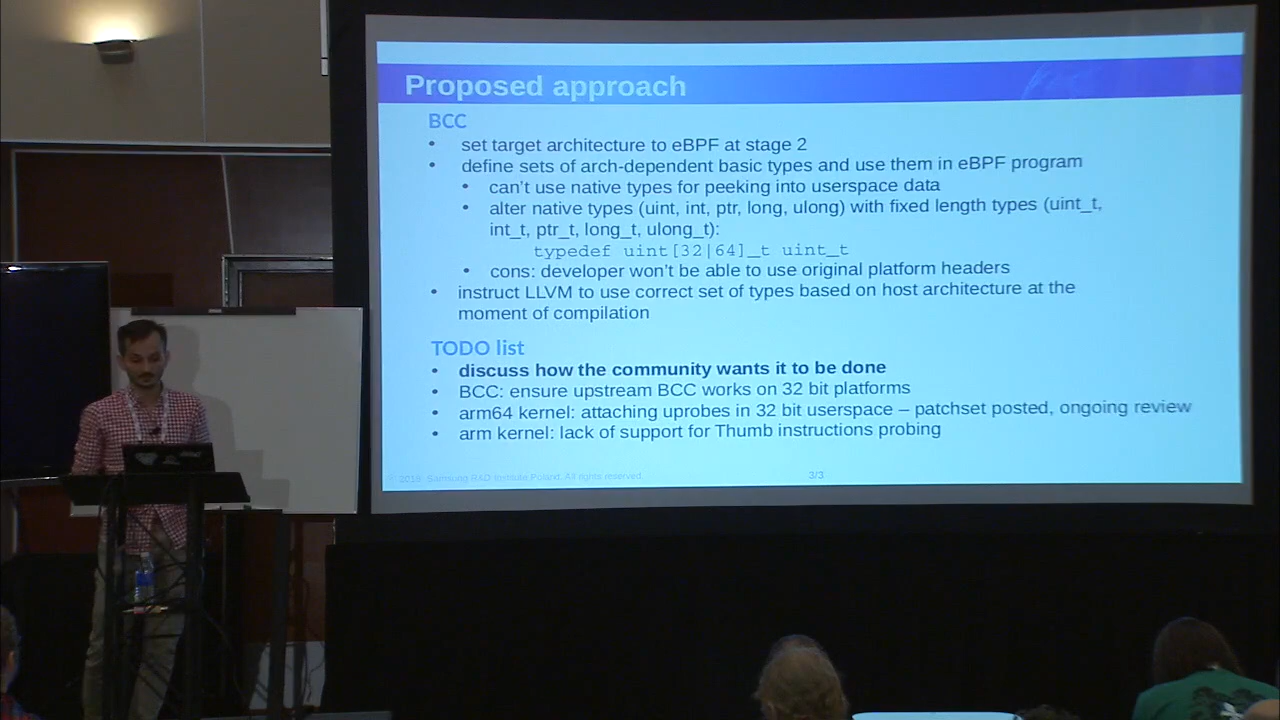 Proposed approach
BCC
• set target architecture to eBPF at stage 2
• define sets of arch-dependent basic types and use them in eBPF program
• can't use native types for peeking into userspace data
• alter native types (uint, int, ptr, long, ulong) with fixed length types (uint_t,
int_t, ptr_t, long_t, ulong_t):
typedef uint[32|64]_t uint_t
• cons: developer won't be able to use original platform headers
• instruct LLVM to use correct set of types based on host architecture at the
moment of compilation
TODO list
• discuss how the community wants it to be done
• BCC: ensure upstream BCC works on 32 bit platforms
• arm64 kernel: attaching uprobes in 32 bit userspace – patchset posted, ongoing review
• arm kernel: lack of support for Thumb instructions probing
Samsung R&D Institute Poland. All rights reserved.
3/3